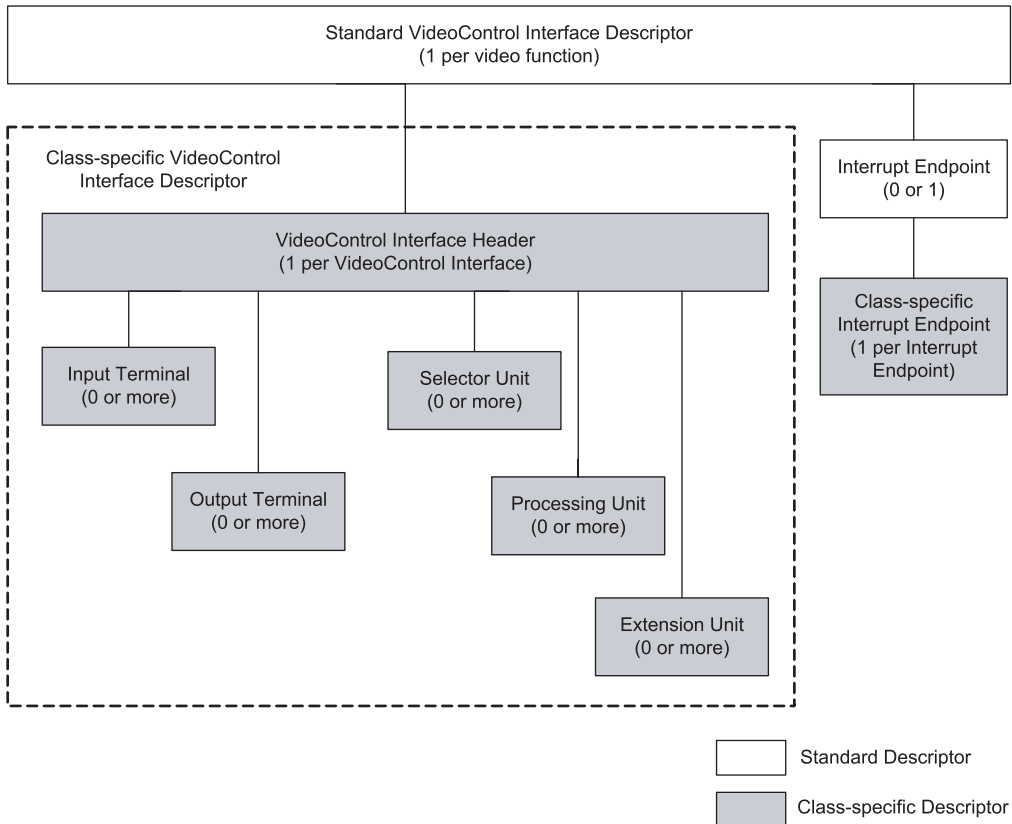 Standard VideoControl Interface Descriptor
(1 per video function)
Class-specific VideoControl
Interface Descriptor
Interrupt Endpoint
(0 or 1)
VideoControl Interface Header
(1 per VideoControl Interface)
Class-specific
Interrupt Endpoint
(1 per Interrupt
Endpoint)
Input Terminal
(0 or more)
Selector Unit
(0 or more)
Output Terminal
(0 or more)
Processing Unit
(0 or more)
Extension Unit
(0 or more)
Standard Descriptor
Class-specific Descriptor